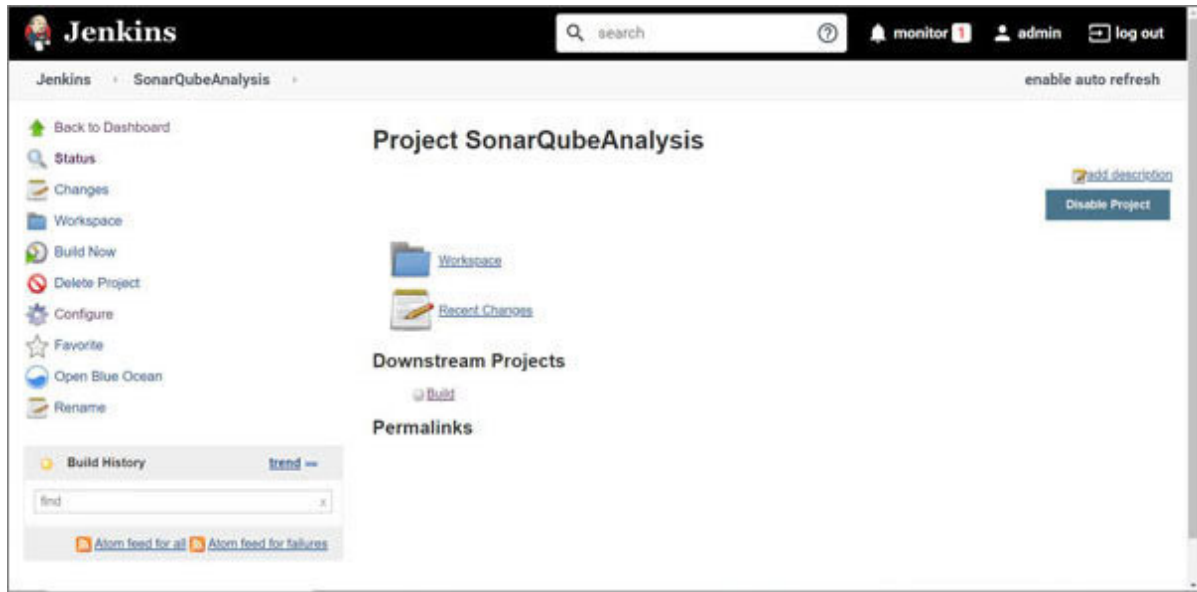 Jenkins
search
monitor 1
admin
log out
Jenkins
SonarQubeAnalysis
enable auto refresh
Back to Dashboard
Status
Changes
Workspace
Build Now
Delete Project
Configure
Favorite
Open Blue Ocean
Rename
Build History
trend
find
x
Atom feed for all
Atom feed for failures
Project SonarQubeAnalysis
add description
Disable Project
Workspace
Recent Changes
Downstream Projects
Build
Permalinks